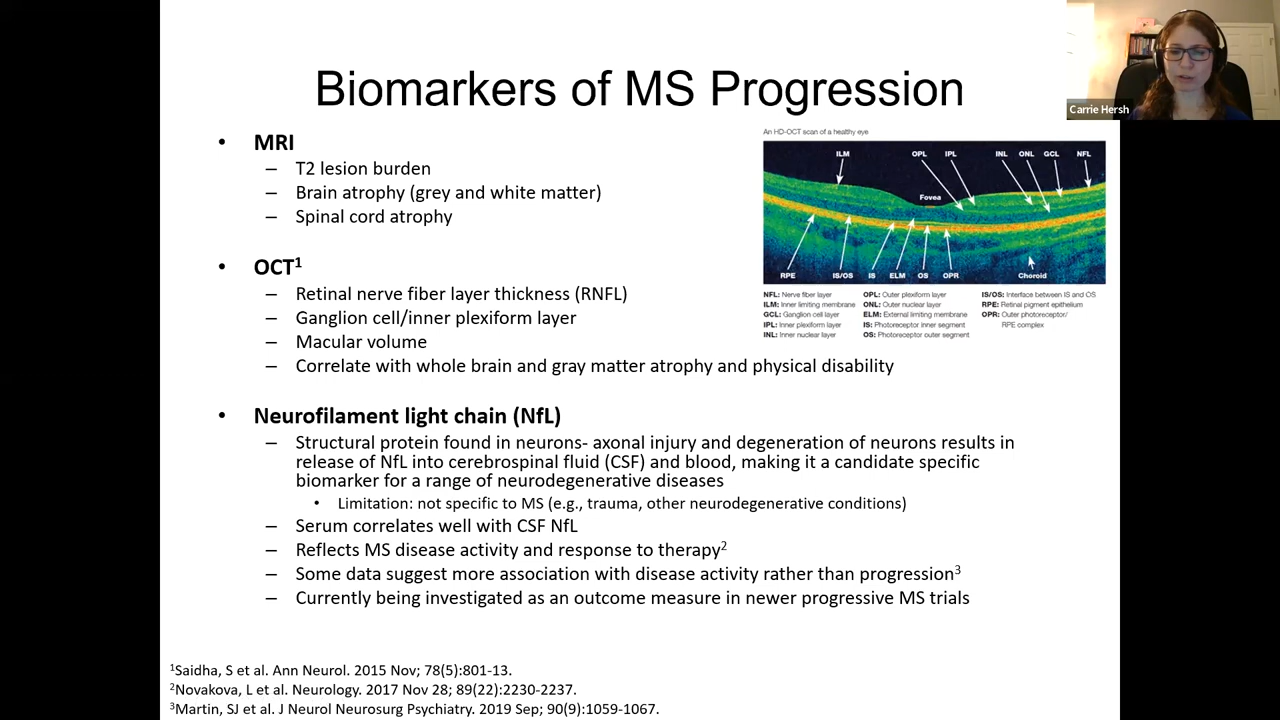 Biomarkers of MS Progression
Carrie Hersh
• MRI
– T2 lesion burden
– Brain atrophy (grey and white matter)
– Spinal cord atrophy
• OCT1
– Retinal nerve fiber layer thickness (RNFL)
– Ganglion cell/inner plexiform layer
– Macular volume
– Correlate with whole brain and gray matter atrophy and physical disability
An HD-OCT scan of a healthy eye
ILM OPL IPL INL ONL GCL NFL
Fovea
RPE IS/OS IS ELM OS OPR Choroid
NFL: Nerve fiber layer
ILM: Inner limiting membrane
GCL: Ganglion cell layer
IPL: Inner plexiform layer
INL: Inner nuclear layer
OPL: Outer plexiform layer
ONL: Outer nuclear layer
ELM: External limiting membrane
IS: Photoreceptor inner segment
OS: Photoreceptor outer segment
IS/OS: Interface between IS and OS
RPE: Retinal pigment epithelium
OPR: Outer photoreceptor/
RPE complex
• Neurofilament light chain (NfL)
– Structural protein found in neurons- axonal injury and degeneration of neurons results in
release of NfL into cerebrospinal fluid (CSF) and blood, making it a candidate specific
biomarker for a range of neurodegenerative diseases
• Limitation: not specific to MS (e.g., trauma, other neurodegenerative conditions)
– Serum correlates well with CSF NfL
– Reflects MS disease activity and response to therapy2
– Some data suggest more association with disease activity rather than progression3
– Currently being investigated as an outcome measure in newer progressive MS trials
1Saidha, S et al. Ann Neurol. 2015 Nov; 78(5):801-13.
2Novakova, L et al. Neurology. 2017 Nov 28; 89(22):2230-2237.
3Martin, SJ et al. J Neurol Neurosurg Psychiatry. 2019 Sep; 90(9):1059-1067.